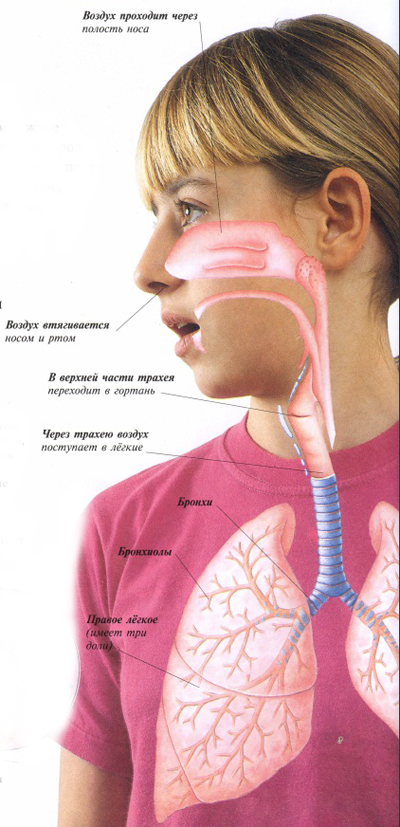 Воздух проходит через
полость носа
Воздух втягивается
носом и ртом
В верхней части трахея
переходит в гортань
Через трахею воздух
поступает в лёгкие
Бронхи
Бронхиолы
Правое лёгкое
(имеет три
доли)